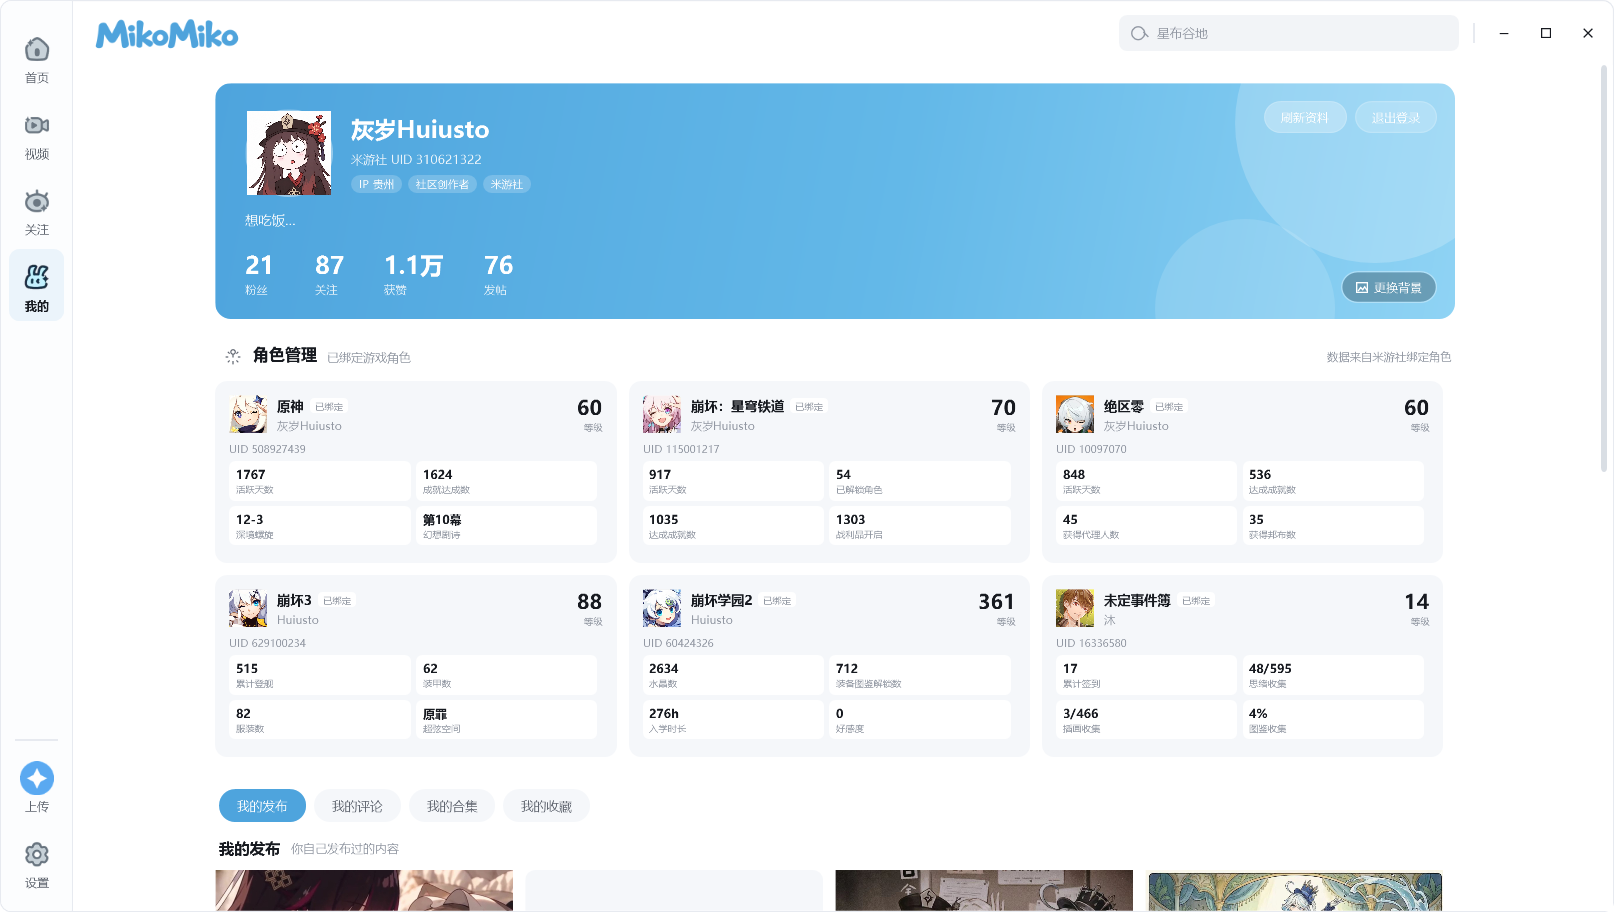 MikoMiko
星布谷地
首页
视频
关注
我的
上传
设置
灰岁Huiusto
米游社 UID 310621322
IP 贵州
社区创作者
米游社
想吃饭...
21
粉丝
87
关注
1.1万
获赞
76
发帖
刷新资料
退出登录
更换背景
角色管理
已绑定游戏角色
数据来自米游社绑定角色
原神
已绑定
灰岁Huiusto
60
等级
UID 508927439
1767
活跃天数
1624
成就达成数
12-3
深境螺旋
第10幕
幻想剧诗
崩坏：星穹铁道
已绑定
灰岁Huiusto
70
等级
UID 115001217
917
活跃天数
54
已解锁角色
1035
达成成就数
1303
战利品开启
绝区零
已绑定
灰岁Huiusto
60
等级
UID 10097070
848
活跃天数
536
达成成就数
45
获得代理人数
35
获得邦布数
崩坏3
已绑定
Huiusto
88
等级
UID 629100234
515
累计登舰
62
装甲数
82
服装数
原罪
超弦空间
崩坏学园2
已绑定
Huiusto
361
等级
UID 60424326
2634
水晶数
712
装备图鉴解锁数
276h
入学时长
0
好感度
未定事件簿
已绑定
沐
14
等级
UID 16336580
17
累计签到
48/595
思绪收集
3/466
插画收集
4%
图鉴收集
我的发布
我的评论
我的合集
我的收藏
我的发布
你自己发布过的内容